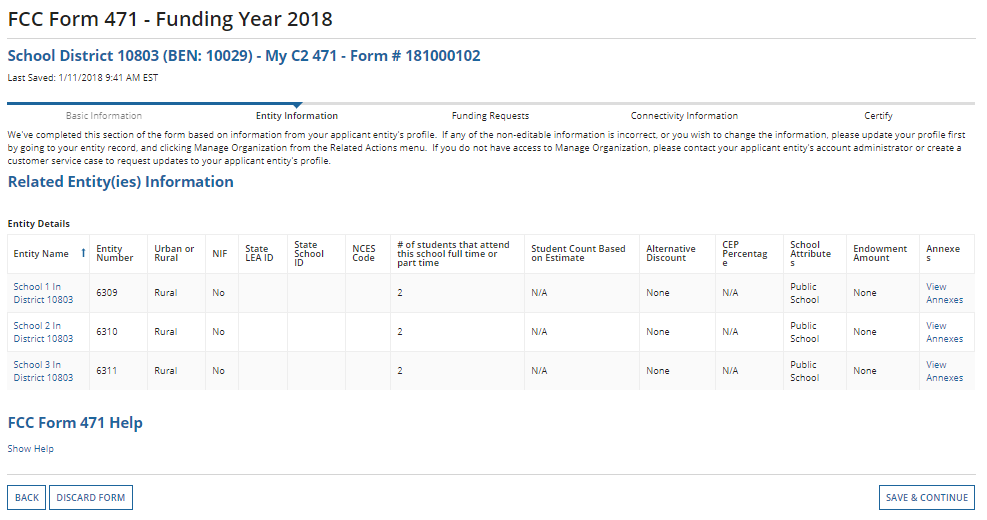 FCC Form 471 - Funding Year 2018
School District 10803 (BEN: 10029) - My C2 471 - Form # 181000102
Last Saved: 1/11/2018 9:41 AM EST
Basic Information Entity Information Funding Requests Connectivity Information Certify
We've completed this section of the form based on information from your applicant entity's profile. If any of the non-editable information is incorrect, or you wish to change the information, please update your profile first
by going to your entity record, and clicking Manage Organization from the Related Actions menu. If you do not have access to Manage Organization, please contact your applicant entity's account administrator or create a
customer service case to request updates to your applicant entity's profile.
Related Entity(ies) Information
Entity Details
Entity Name ↑
Entity
Number
Urban or
Rural
NIF
State
LEA ID
State
School
ID
NCES
Code
# of students that attend
this school full time or
part time
Student Count Based
on Estimate
Alternative
Discount
CEP
Percentag
e
School
Attribute
s
Endowment
Amount
Annexe
s
School 1 In
District 10803
6309
Rural
No
2
N/A
None
N/A
Public
School
None
View
Annexes
School 2 In
District 10803
6310
Rural
No
2
N/A
None
N/A
Public
School
None
View
Annexes
School 3 In
District 10803
6311
Rural
No
2
N/A
None
N/A
Public
School
None
View
Annexes
FCC Form 471 Help
Show Help
BACK DISCARD FORM SAVE & CONTINUE